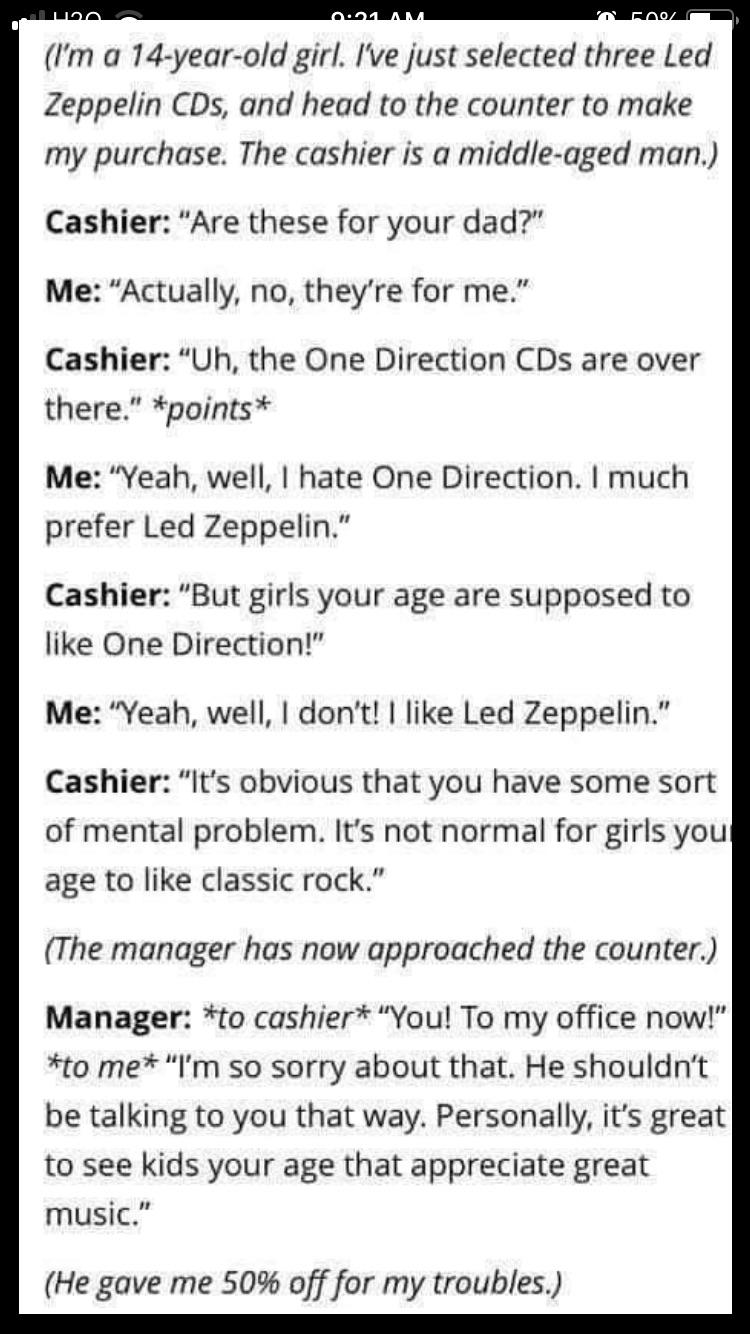 H2O 9:21 AM 50%
(I'm a 14-year-old girl. I've just selected three Led
Zeppelin CDs, and head to the counter to make
my purchase. The cashier is a middle-aged man.)
Cashier: “Are these for your dad?”
Me: “Actually, no, they're for me.”
Cashier: “Uh, the One Direction CDs are over
there.” *points*
Me: “Yeah, well, I hate One Direction. I much
prefer Led Zeppelin.”
Cashier: “But girls your age are supposed to
like One Direction!”
Me: “Yeah, well, I don't! I like Led Zeppelin.”
Cashier: “It's obvious that you have some sort
of mental problem. It's not normal for girls your
age to like classic rock.”
(The manager has now approached the counter.)
Manager: *to cashier* “You! To my office now!”
*to me* “I'm so sorry about that. He shouldn't
be talking to you that way. Personally, it's great
to see kids your age that appreciate great
music.”
(He gave me 50% off for my troubles.)